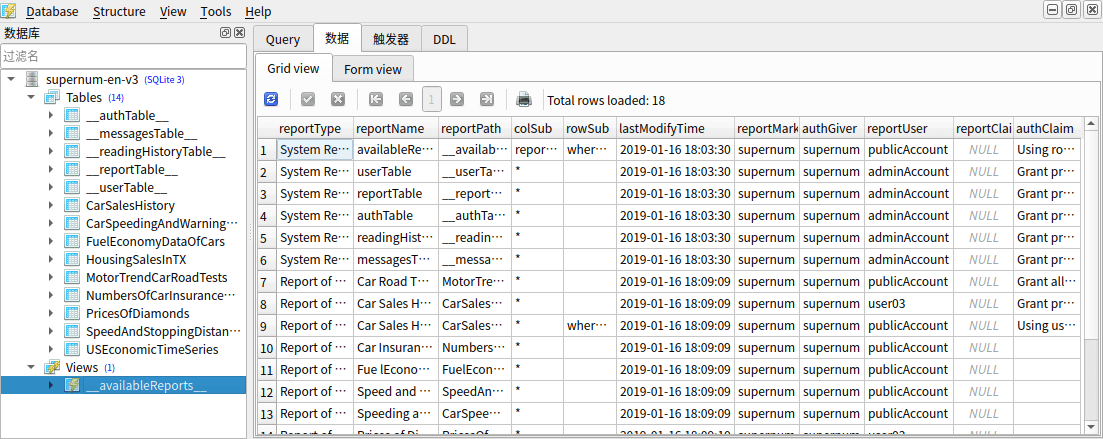 Database Structure View Tools Help
数据库
过滤名
supernum-en-v3 (SQLite 3)
Tables (14)
__authTable__
__messagesTable__
__readingHistoryTable__
__reportTable__
__userTable__
CarSalesHistory
CarSpeedingAndWarning···
FuelEconomyDataOfCars
HousingSalesInTX
MotorTrendCarRoadTests
NumbersOfCarInsurance···
PricesOfDiamonds
SpeedAndStoppingDistan···
USEconomicTimeSeries
Views (1)
__availableReports__
Query 数据 触发器 DDL
Grid view Form view
1 Total rows loaded: 18
reportType reportName reportPath colSub rowSub lastModifyTime reportMark authGiver reportUser reportClai authClaim
1 System Re··· availableRe··· __availab··· repor··· wher··· 2019-01-16 18:03:30 supernum supernum publicAccount NULL Using ro···
2 System Re··· userTable __userTa··· * 2019-01-16 18:03:30 supernum supernum adminAccount NULL Grant pr···
3 System Re··· reportTable __report··· * 2019-01-16 18:03:30 supernum supernum adminAccount NULL Grant pr···
4 System Re··· authTable __authTa··· * 2019-01-16 18:03:30 supernum supernum adminAccount NULL Grant pr···
5 System Re··· readingHist··· __readin··· * 2019-01-16 18:03:30 supernum supernum adminAccount NULL Grant pr···
6 System Re··· messagesT··· __messa··· * 2019-01-16 18:03:30 supernum supernum adminAccount NULL Grant pr···
7 Report of ··· Car Road T··· MotorTre··· * 2019-01-16 18:09:09 supernum supernum publicAccount NULL Grant all···
8 Report of ··· Car Sales H··· CarSales··· * 2019-01-16 18:09:09 supernum supernum user03 NULL Grant pr···
9 Report of ··· Car Sales H··· CarSales··· * wher··· 2019-01-16 18:09:09 supernum supernum publicAccount NULL Using us···
10 Report of ··· Car Insuran··· Numbers··· * 2019-01-16 18:09:09 supernum supernum publicAccount NULL
11 Report of ··· Fue lEcono··· FuelEcon··· * 2019-01-16 18:09:09 supernum supernum publicAccount NULL
12 Report of ··· Speed and ··· SpeedAn··· * 2019-01-16 18:09:09 supernum supernum publicAccount NULL
13 Report of ··· Speeding a··· CarSpee··· * 2019-01-16 18:09:09 supernum supernum publicAccount NULL